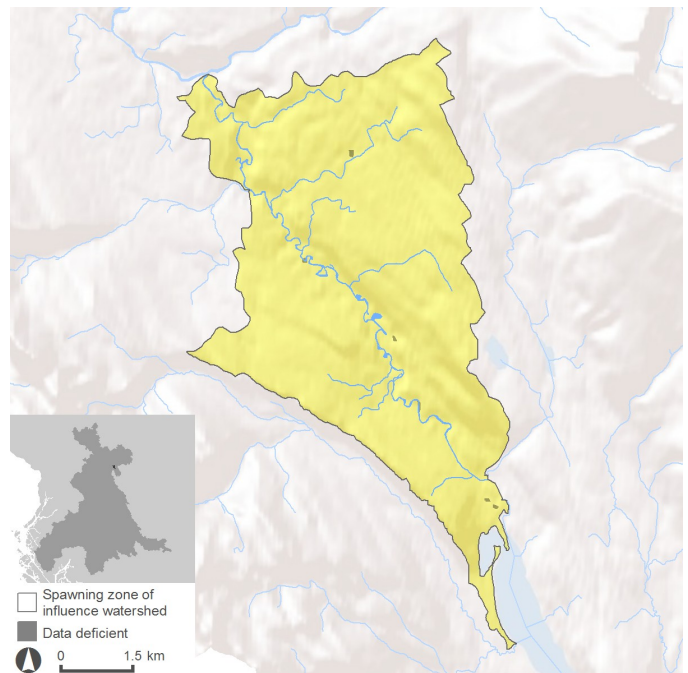 Spawning zone of
influence watershed
Data deficient
0 1.5 km